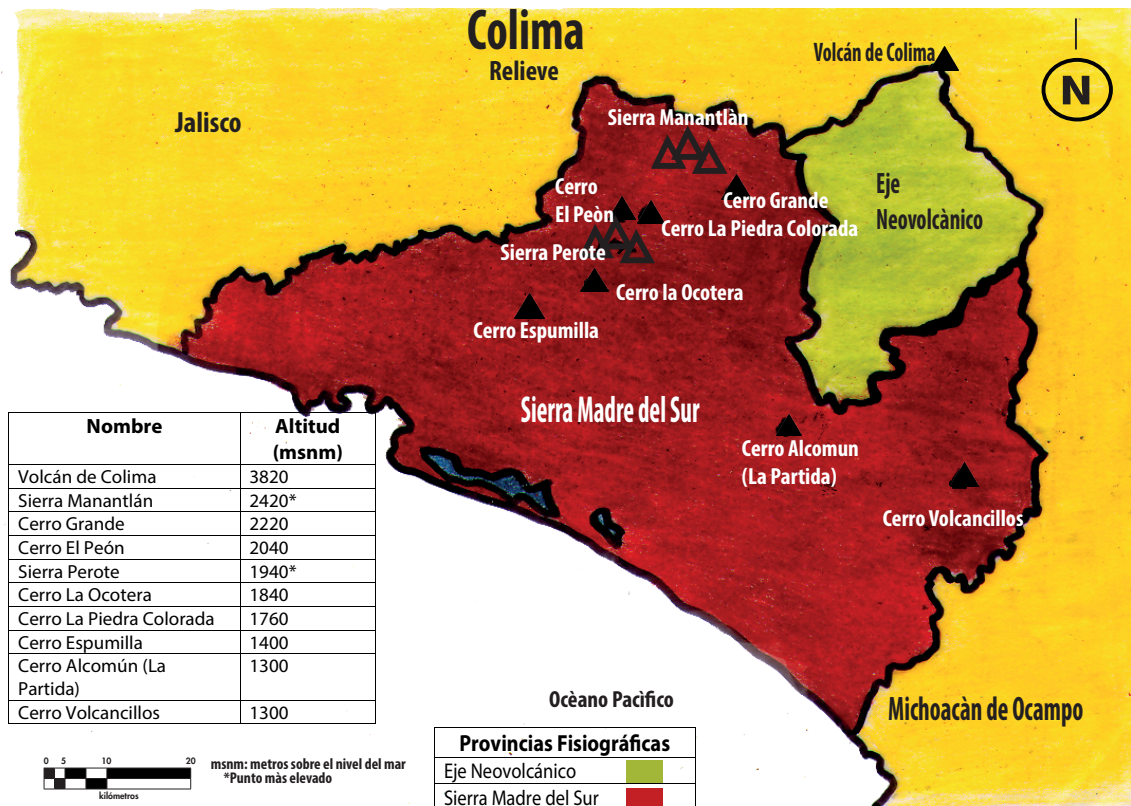 Colima
Relieve
Volcán de Colima
N
Jalisco
Sierra Manantlàn
Eje
Neovolcànico
Cerro
El Peòn
Cerro Grande
Cerro La Piedra Colorada
Sierra Perote
Cerro la Ocotera
Cerro Espumilla
Sierra Madre del Sur
Cerro Alcomun
(La Partida)
Cerro Volcancillos
Nombre Altitud
(msnm)
Volcán de Colima 3820
Sierra Manantlán 2420*
Cerro Grande 2220
Cerro El Peón 2040
Sierra Perote 1940*
Cerro La Ocotera 1840
Cerro La Piedra Colorada 1760
Cerro Espumilla 1400
Cerro Alcomún (La 1300
Partida)
Cerro Volcancillos 1300
Ocèano Pacìfico
Michoacàn de Ocampo
Provincias Fisiográficas
Eje Neovolcánico
Sierra Madre del Sur
0 5 10 20
kilómetros
msnm: metros sobre el nivel del mar
*Punto màs elevado